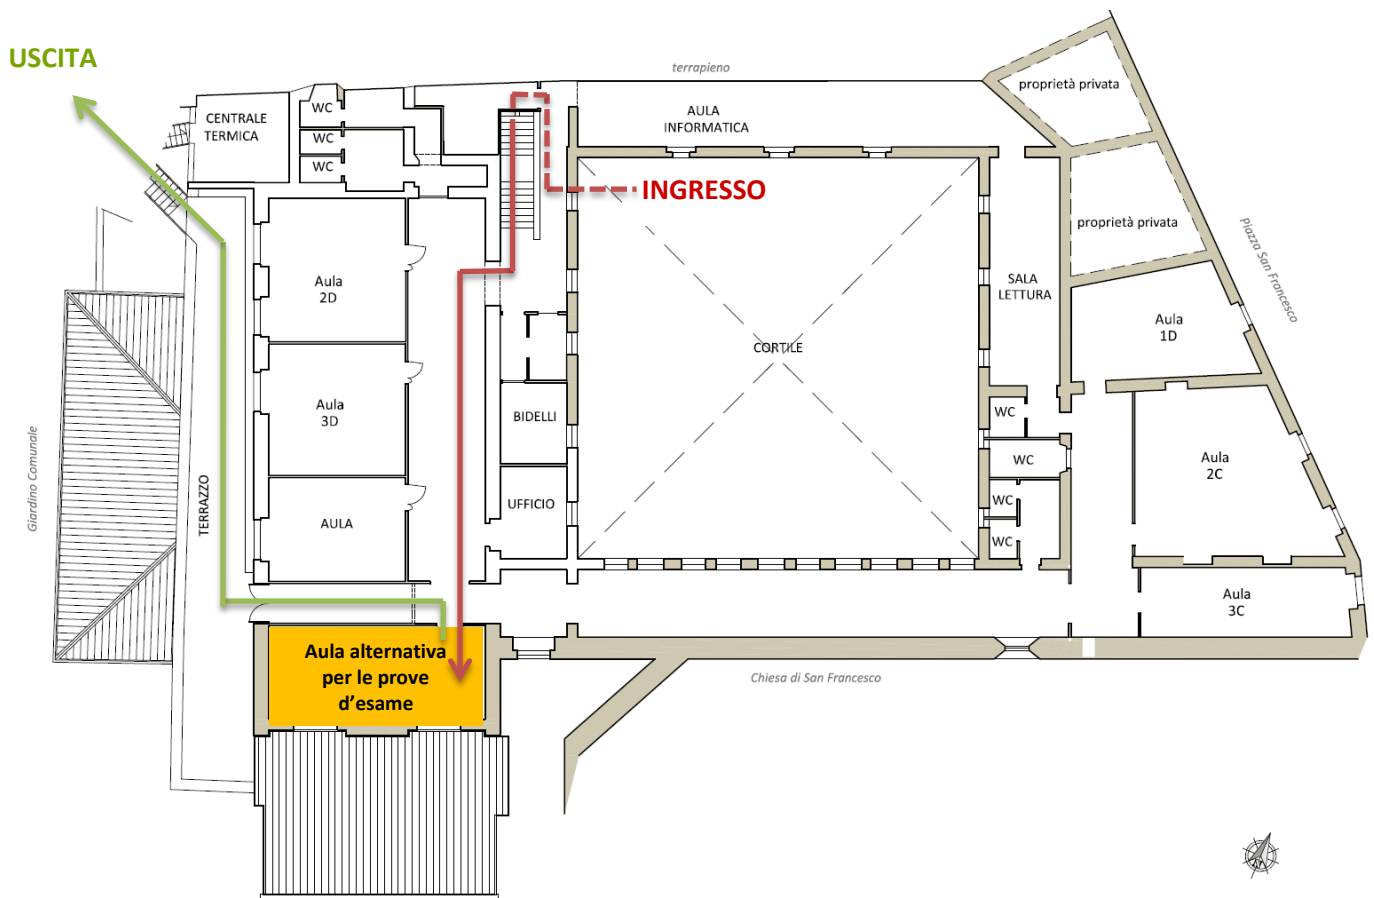 USCITA
terrapieno
proprietà privata
CENTRALE
TERMICA
WC
WC
WC
AULA
INFORMATICA
INGRESSO
proprietà privata
Piazza San Francesco
Aula
2D
SALA
LETTURA
Aula
1D
CORTILE
Aula
3D
BIDELLI
WC
WC
Aula
2C
Giardino Comunale
TERRAZZO
AULA
UFFICIO
WC
WC
Aula
3C
Aula alternativa
per le prove
d'esame
Chiesa di San Francesco